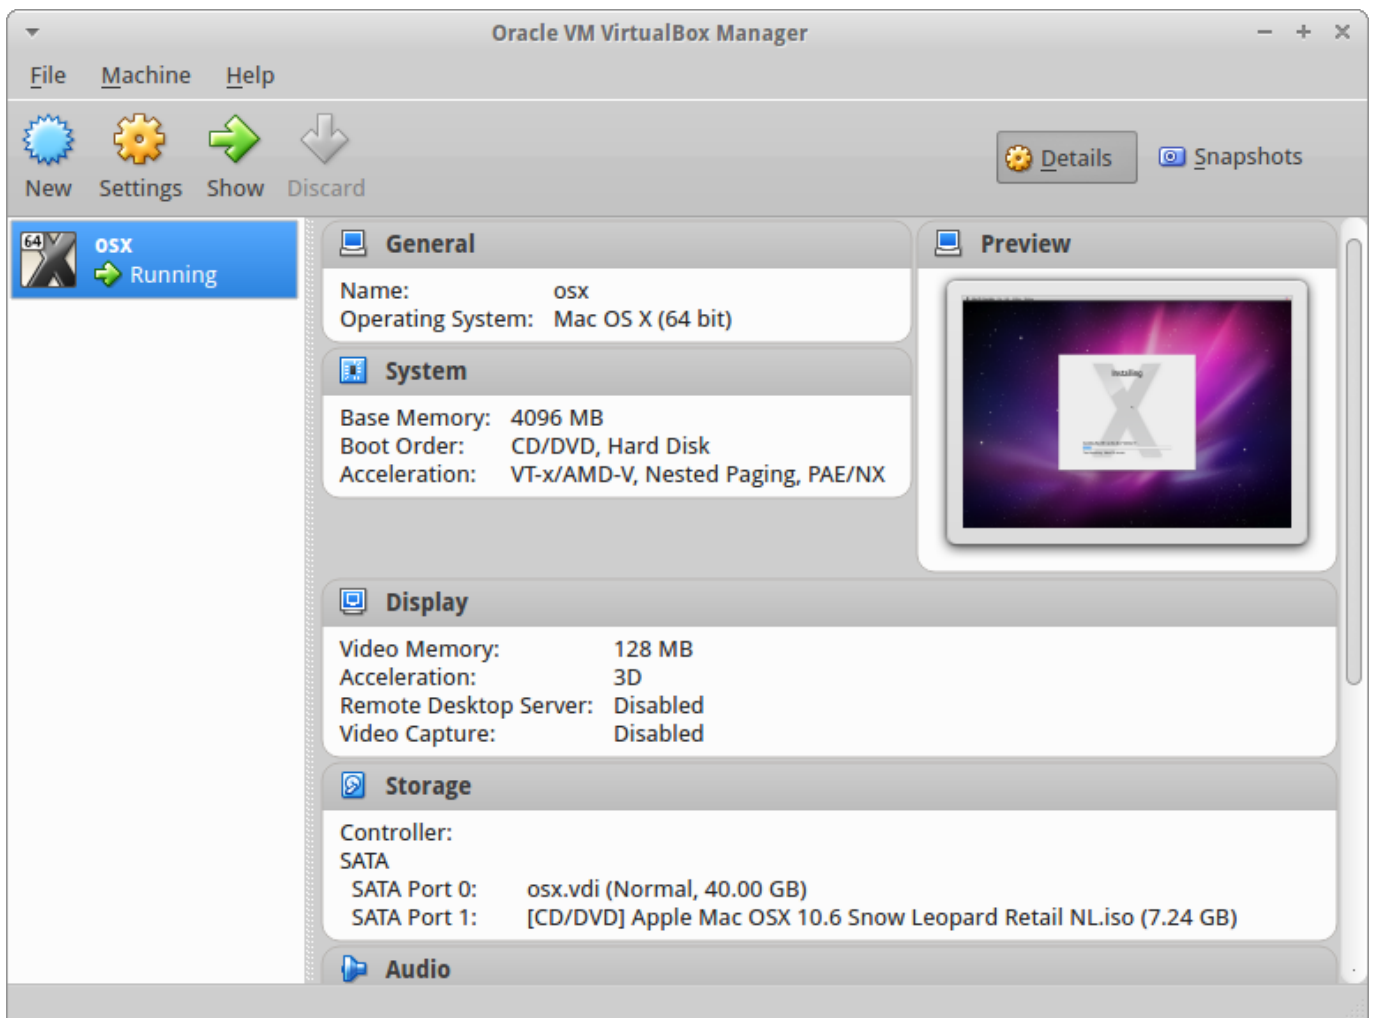 Oracle VM VirtualBox Manager
File Machine Help
New Settings Show Discard
Details Snapshots
64
osx
Running
General
Name: osx
Operating System: Mac OS X (64 bit)
System
Base Memory: 4096 MB
Boot Order: CD/DVD, Hard Disk
Acceleration: VT-x/AMD-V, Nested Paging, PAE/NX
Preview
Installing
Display
Video Memory: 128 MB
Acceleration: 3D
Remote Desktop Server: Disabled
Video Capture: Disabled
Storage
Controller:
SATA
SATA Port 0: osx.vdi (Normal, 40.00 GB)
SATA Port 1: [CD/DVD] Apple Mac OSX 10.6 Snow Leopard Retail NL.iso (7.24 GB)
Audio